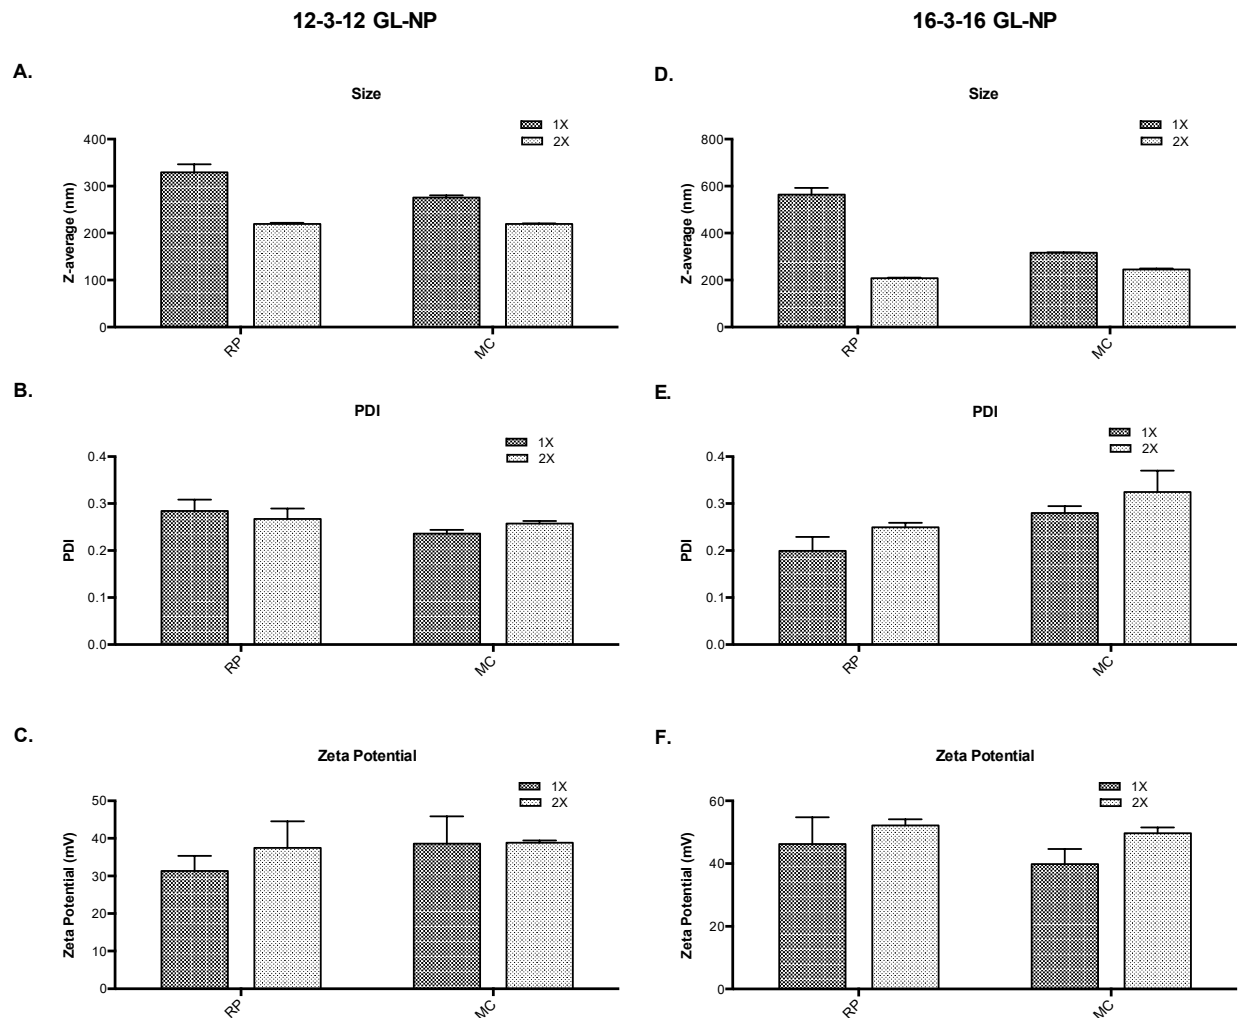 12-3-12 GL-NP
16-3-16 GL-NP
A.
Size
1X
2X
400
300
200
100
0
Z-average (nm)
RP
MC
D.
Size
1X
2X
800
600
400
200
0
Z-average (nm)
RP
MC
B.
PDI
1X
2X
0.4
0.3
0.2
0.1
0.0
PDI
RP
MC
E.
PDI
1X
2X
0.4
0.3
0.2
0.1
0.0
PDI
RP
MC
C.
Zeta Potential
1X
2X
50
40
30
20
10
0
Zeta Potential (mV)
RP
MC
F.
Zeta Potential
1X
2X
60
40
20
0
Zeta Potential (mV)
RP
MC